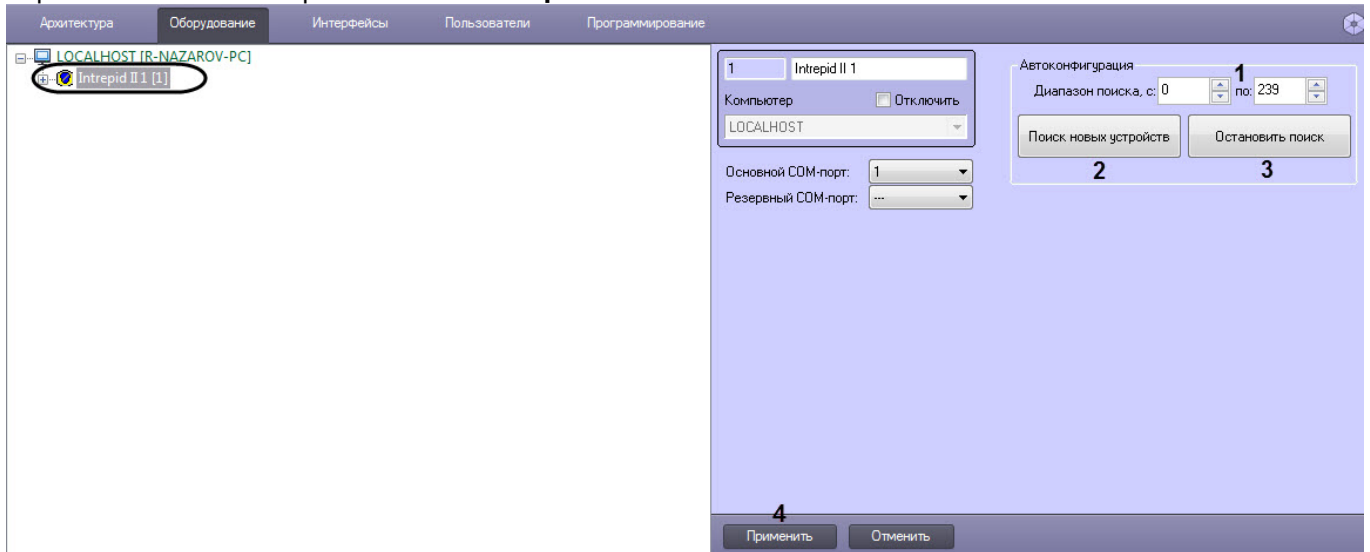 Архитектура Оборудование Интерфейсы Пользователи Программирование
LOCALHOST [R-NAZAROV-PC]
Intrepid II 1 [1]
1 Intrepid II 1
Компьютер Отключить
LOCALHOST
Основной COM-порт: 1
Резервный COM-порт: ---
Автоконфигурация
1
Диапазон поиска, с: 0 по: 239
Поиск новых устройств Остановить поиск
2 3
4
Применить Отменить